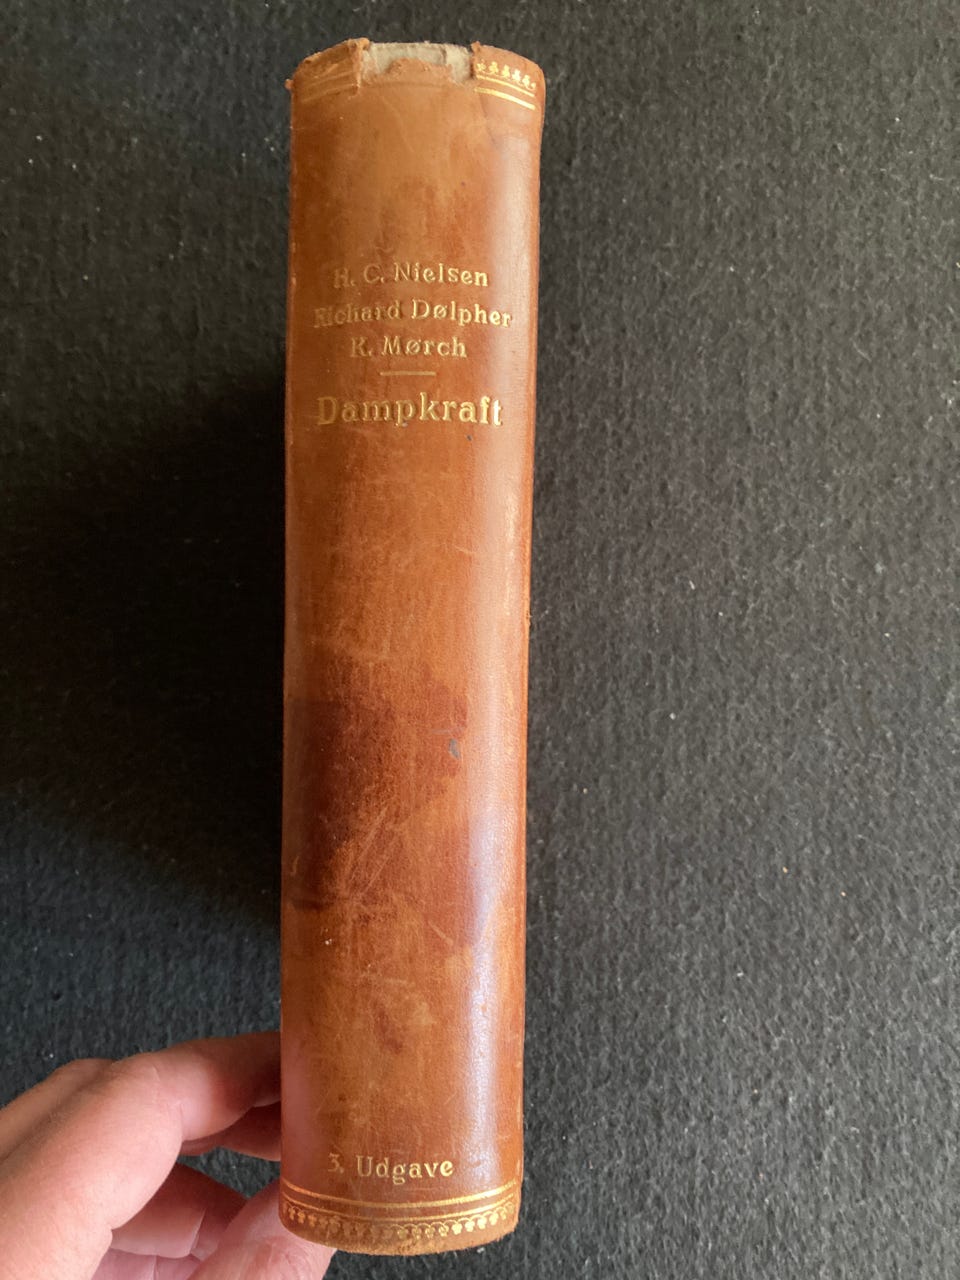 H. C. Nielsen
Richard Dølpher
K. Mørch
Dampkraft
3. Udgave